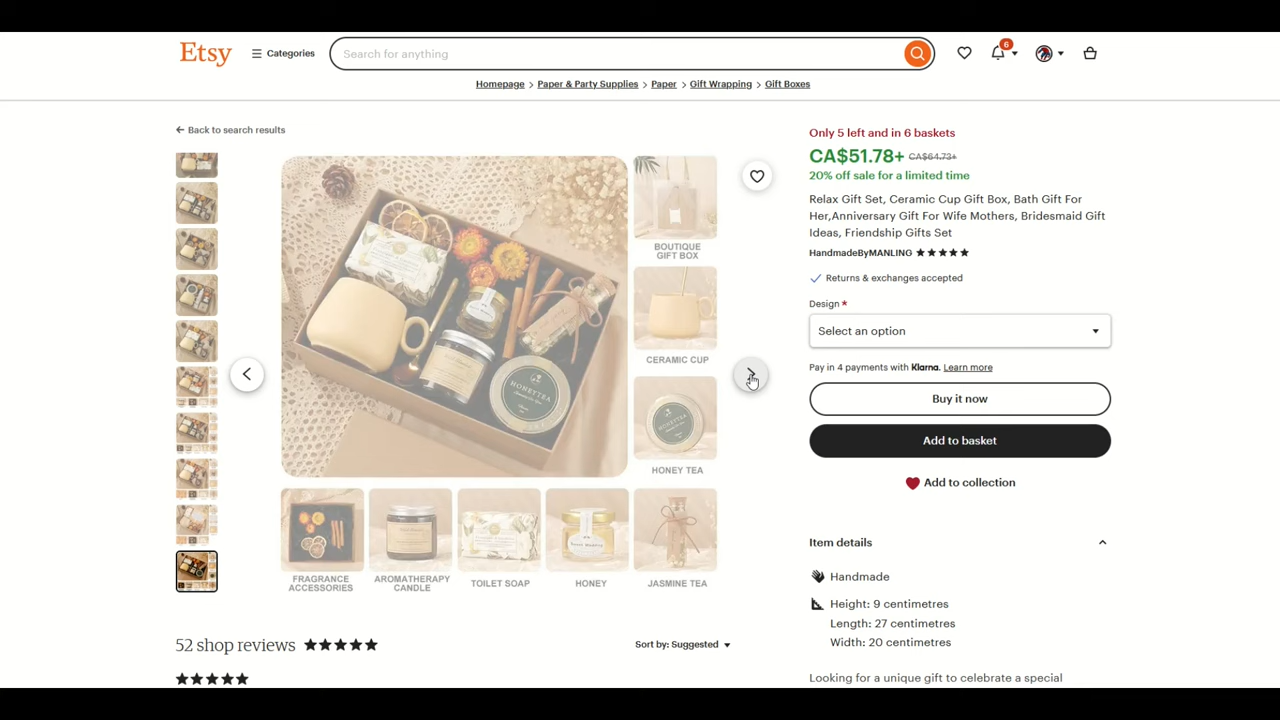 Etsy
Categories
Search for anything
6
Homepage > Paper & Party Supplies > Paper > Gift Wrapping > Gift Boxes
Back to search results
BOUTIQUE
GIFT BOX
CERAMIC CUP
HONEYTEA
HONEY TEA
FRAGRANCE
ACCESSORIES
AROMATHERAPY
CANDLE
TOILET SOAP
HONEY
JASMINE TEA
52 shop reviews
Sort by: Suggested
Only 5 left and in 6 baskets
CA$51.78+ CA$64.73+
20% off sale for a limited time
Relax Gift Set, Ceramic Cup Gift Box, Bath Gift For
Her,Anniversary Gift For Wife Mothers, Bridesmaid Gift
Ideas, Friendship Gifts Set
HandmadeByMANLING
Returns & exchanges accepted
Design *
Select an option
Pay in 4 payments with Klarna. Learn more
Buy it now
Add to basket
Add to collection
Item details
Handmade
Height: 9 centimetres
Length: 27 centimetres
Width: 20 centimetres
Looking for a unique gift to celebrate a special